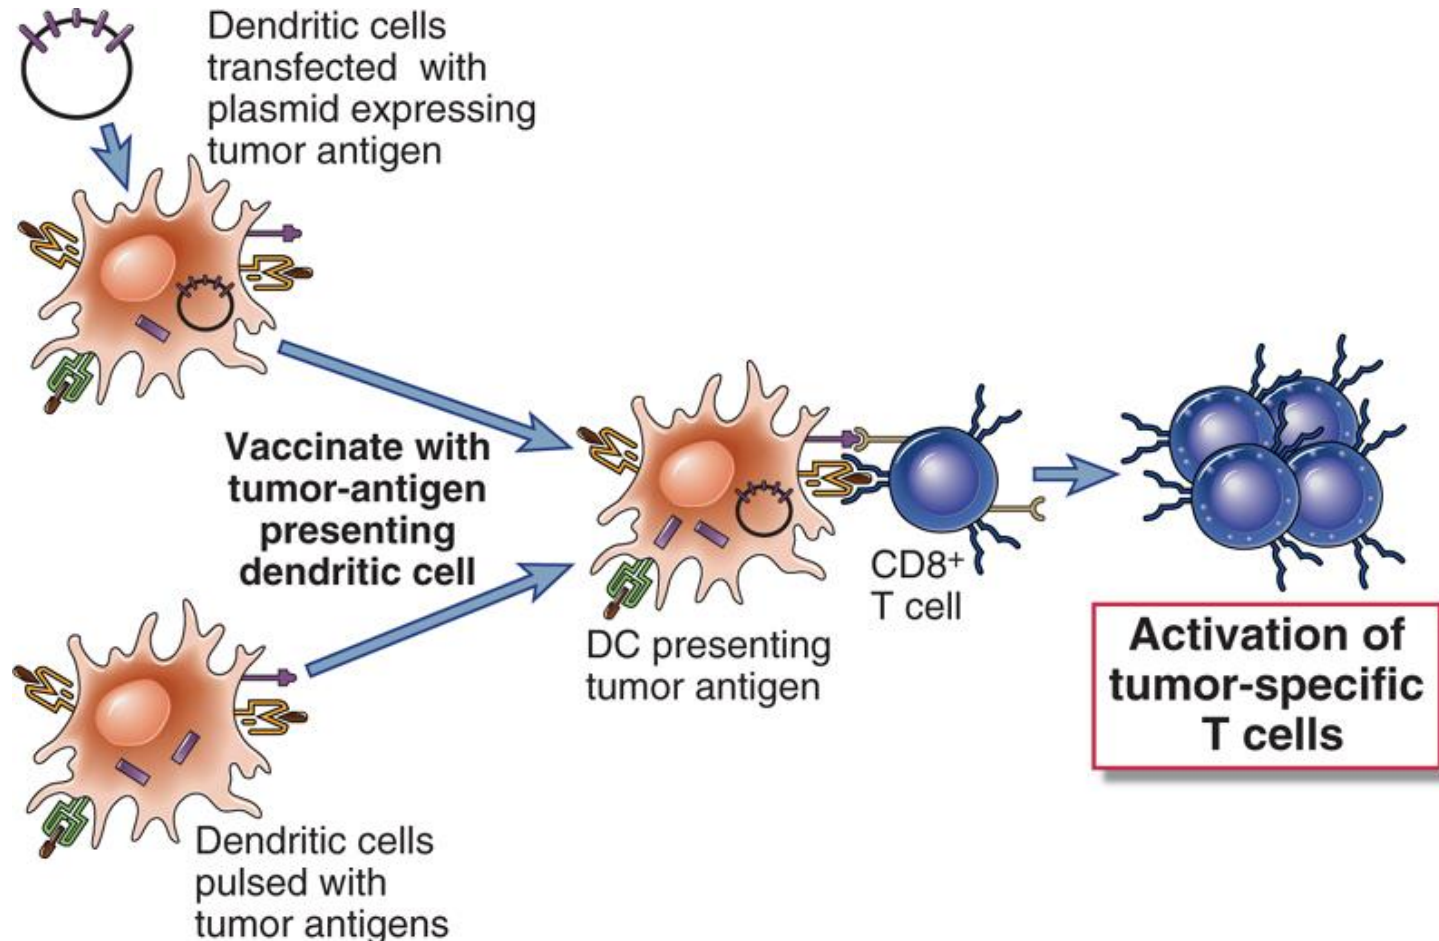 Dendritic cells
transfected with
plasmid expressing
tumor antigen
Vaccinate with
tumor-antigen
presenting
dendritic cell
DC presenting
tumor antigen
CD8⁺
T cell
Activation of
tumor-specific
T cells
Dendritic cells
pulsed with
tumor antigens